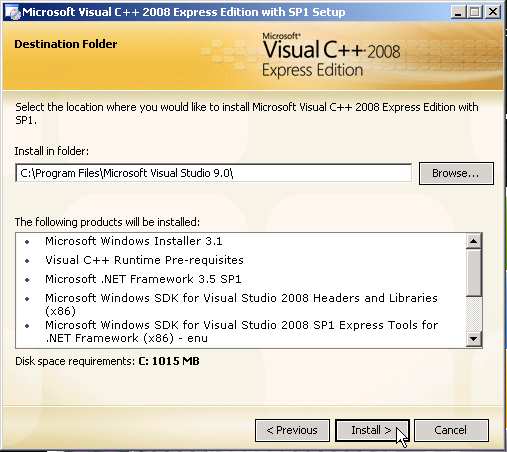 Microsoft Visual C++ 2008 Express Edition with SP1 Setup
Destination Folder
Microsoft®
Visual C++ 2008
Express Edition
Select the location where you would like to install Microsoft Visual C++ 2008 Express Edition with
SP1.
Install in folder:
C:\Program Files\Microsoft Visual Studio 9.0\
Browse...
The following products will be installed:
• Microsoft Windows Installer 3.1
• Visual C++ Runtime Pre-requisites
• Microsoft .NET Framework 3.5 SP1
• Microsoft Windows SDK for Visual Studio 2008 Headers and Libraries
(x86)
• Microsoft Windows SDK for Visual Studio 2008 SP1 Express Tools for
.NET Framework (x86) - enu
Disk space requirements: C: 1015 MB
< Previous
Install >
Cancel